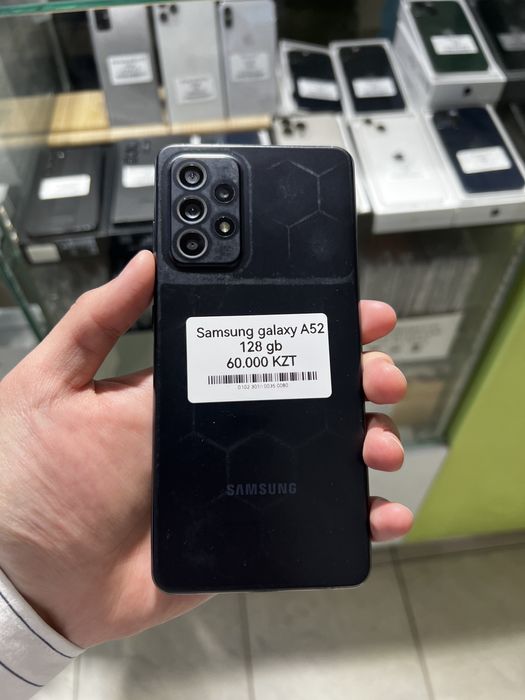 Samsung galaxy A52
128 gb
60.000 KZT
SAMSUNG